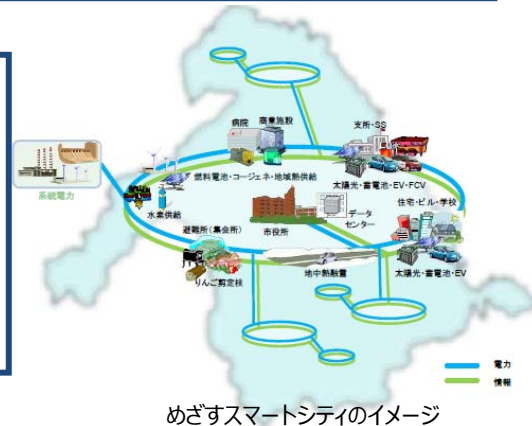 病院 商業施設
支所・SS
系統電力
燃料電池・コージェネ・地域熱供給
太陽光・蓄電池・EV・FCV
水素供給
住宅・ビル・学校
データ
センター
避難所（集会所）
市役所
りんご剪定枝
地中熱融雪
太陽光・蓄電池・EV
電力
情報
めざすスマートシティのイメージ